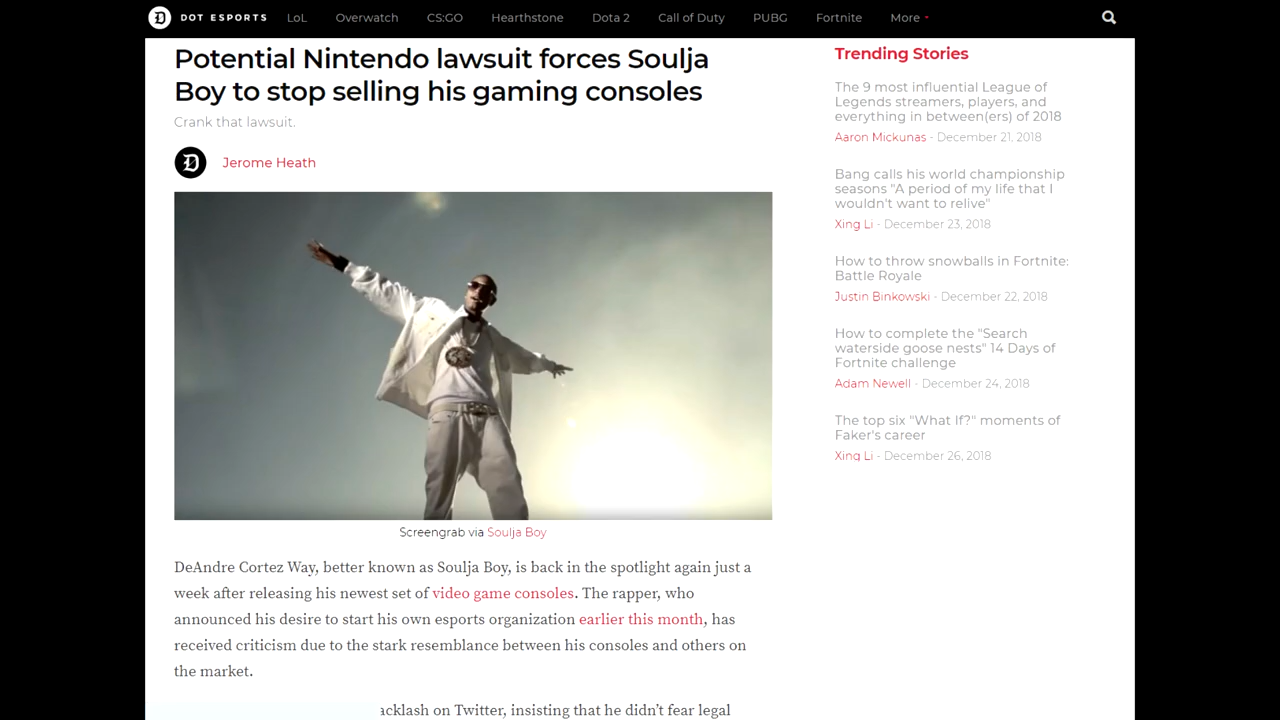 DOT ESPORTS LoL Overwatch CS:GO Hearthstone Dota 2 Call of Duty PUBG Fortnite More
Potential Nintendo lawsuit forces Soulja
Boy to stop selling his gaming consoles
Crank that lawsuit.
Jerome Heath
Screengrab via Soulja Boy
DeAndre Cortez Way, better known as Soulja Boy, is back in the spotlight again just a
week after releasing his newest set of video game consoles. The rapper, who
announced his desire to start his own esports organization earlier this month, has
received criticism due to the stark resemblance between his consoles and others on
the market.
acklash on Twitter, insisting that he didn't fear legal
Trending Stories
The 9 most influential League of
Legends streamers, players, and
everything in between(ers) of 2018
Aaron Mickunas - December 21, 2018
Bang calls his world championship
seasons "A period of my life that I
wouldn't want to relive"
Xing Li - December 23, 2018
How to throw snowballs in Fortnite:
Battle Royale
Justin Binkowski - December 22, 2018
How to complete the "Search
waterside goose nests" 14 Days of
Fortnite challenge
Adam Newell - December 24, 2018
The top six "What If?" moments of
Faker's career
Xing Li - December 26, 2018